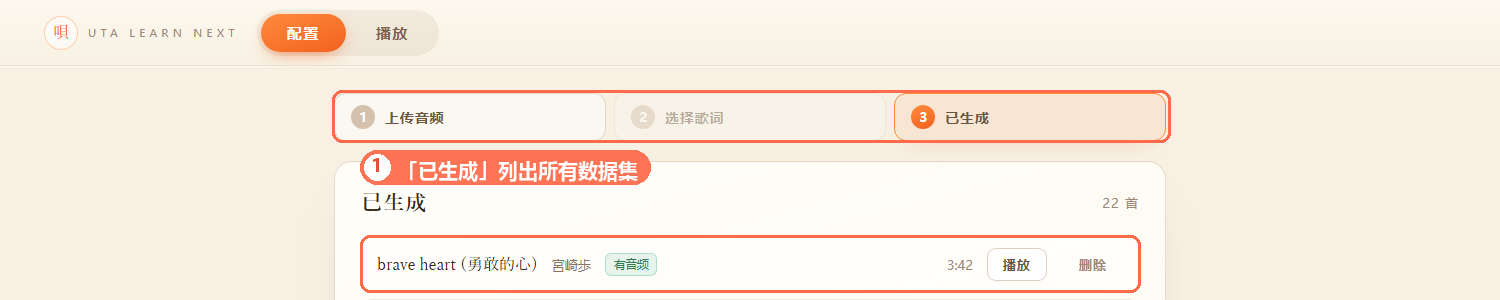 唄 UTA LEARN NEXT 配置 播放
1 上传音频 2 选择歌词 3 已生成
1 「已生成」列出所有数据集
已生成 22 首
brave heart (勇敢的心) 宮崎歩 有音频 3:42 播放 删除